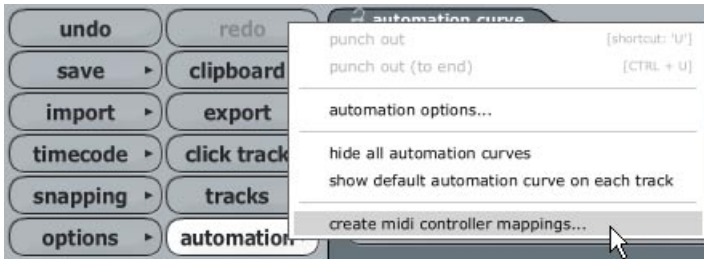 undo
redo
automation curve
save
clipboard
import
export
timecode
click track
snapping
tracks
options
automation
punch out [shortcut: 'U']
punch out (to end) [CTRL + U]
automation options...
hide all automation curves
show default automation curve on each track
create midi controller mappings...